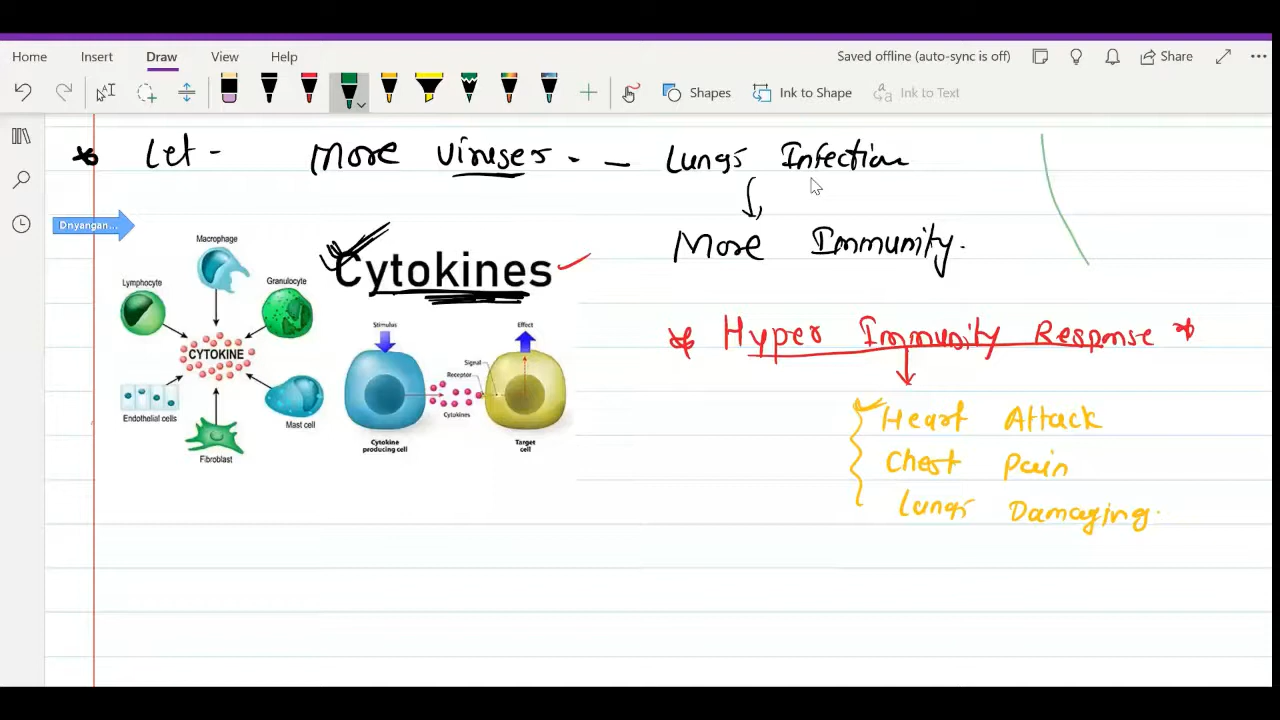 Home Insert Draw View Help Saved offline (auto-sync is off) Share
Shapes Ink to Shape Ink to Text
Let - More Viruses. - Lungs Infection
Dnyangan...
More Immunity.
Cytokines
Macrophage
Lymphocyte
Granulocyte
CYTOKINE
Endothelial cells
Mast cell
Fibroblast
Stimulus
Effect
Signal
Receptor
Cytokines
Cytokine
producing cell
Target
cell
* Hyper Immunity Response *
Heart Attack
Chest Pain
Lungs Damaging.